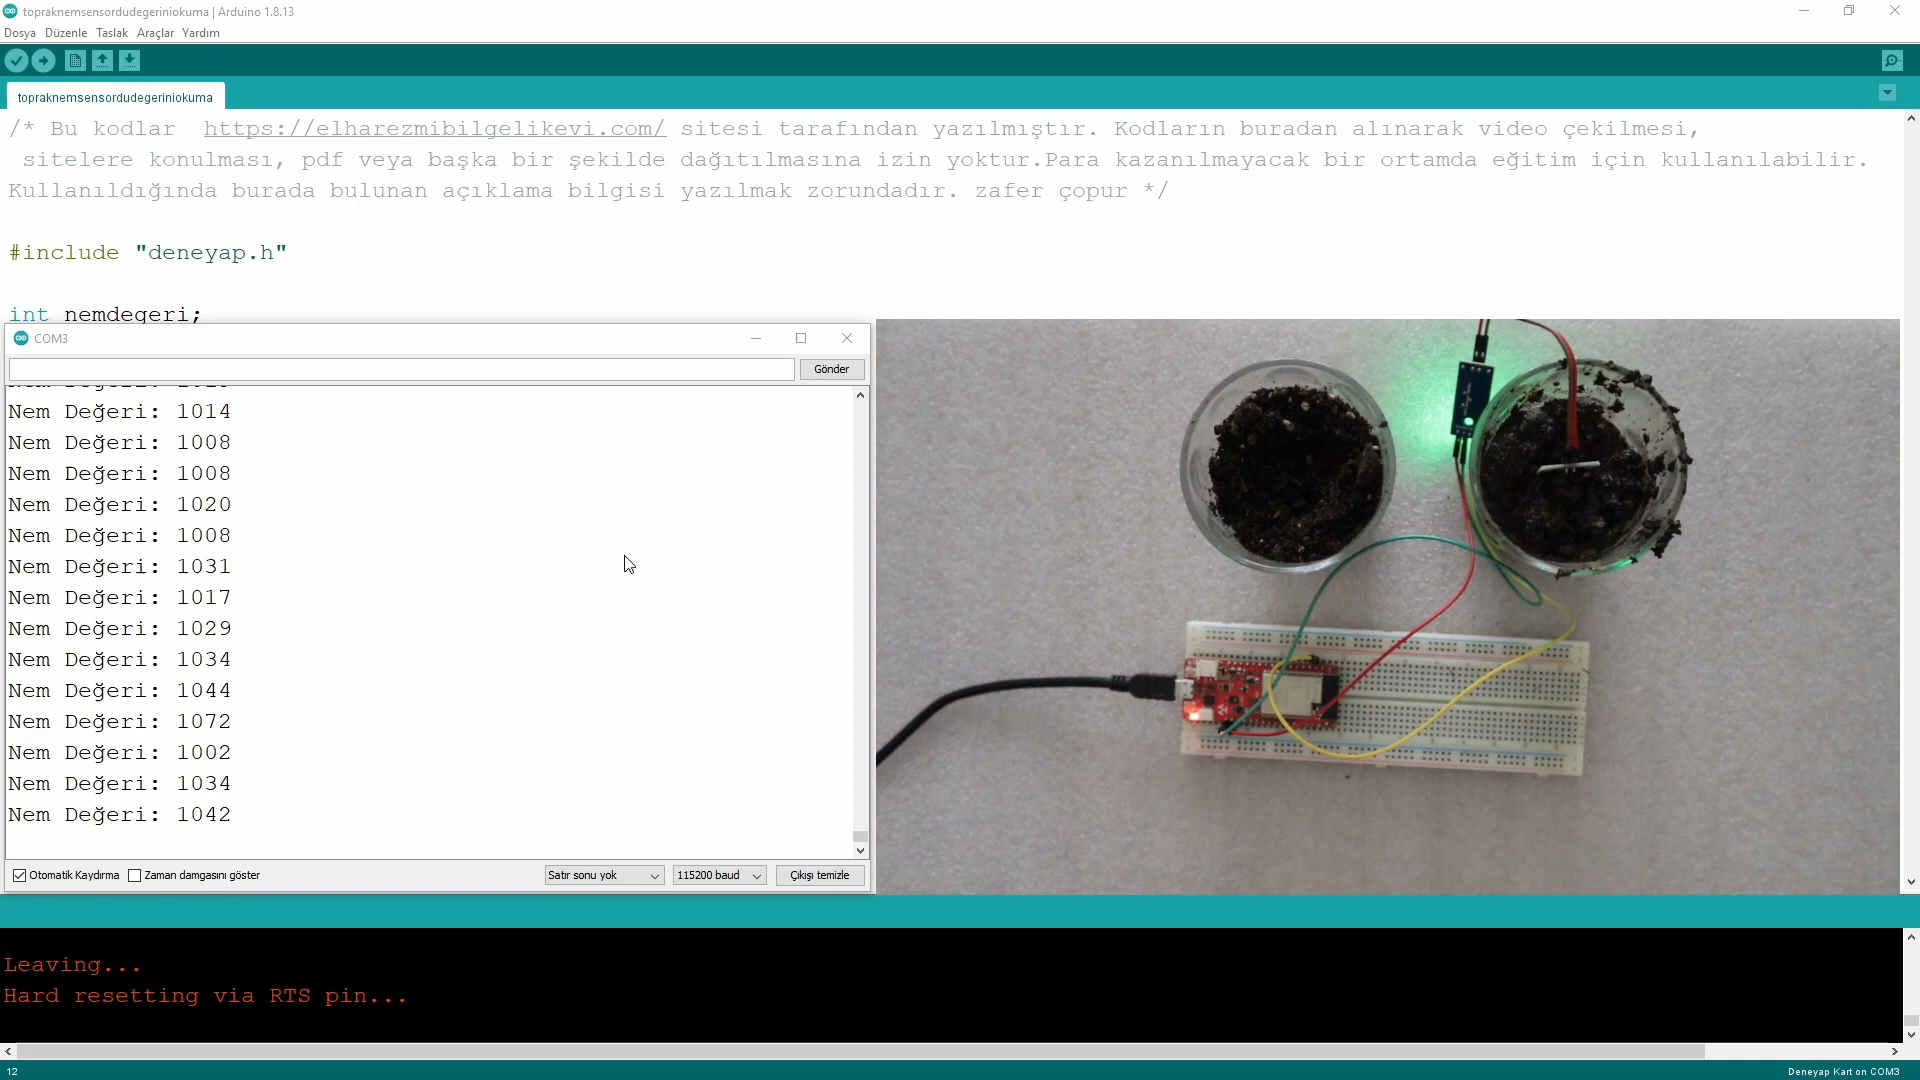 topraknemsensordudegeriniokuma | Arduino 1.8.13
Dosya Düzenle Taslak Araçlar Yardım
topraknemsensordudegeriniokuma
/* Bu kodlar  https://elharezmibilgelikevi.com/ sitesi tarafından yazılmıştır. Kodların buradan alınarak video çekilmesi,
sitelere konulması, pdf veya başka bir şekilde dağıtılmasına izin yoktur.Para kazanılmayacak bir ortamda eğitim için kullanılabilir.
Kullanıldığında burada bulunan açıklama bilgisi yazılmak zorundadır. zafer çopur */
#include "deneyap.h"
int nemdegeri;
COM3
Gönder
Nem Değeri: 1014
Nem Değeri: 1008
Nem Değeri: 1008
Nem Değeri: 1020
Nem Değeri: 1008
Nem Değeri: 1031
Nem Değeri: 1017
Nem Değeri: 1029
Nem Değeri: 1034
Nem Değeri: 1044
Nem Değeri: 1072
Nem Değeri: 1002
Nem Değeri: 1034
Nem Değeri: 1042
Otomatik Kaydırma Zaman damgasını göster Satır sonu yok 115200 baud Çıkışı temizle
Leaving...
Hard resetting via RTS pin...
12 Deneyap Kart on COM3